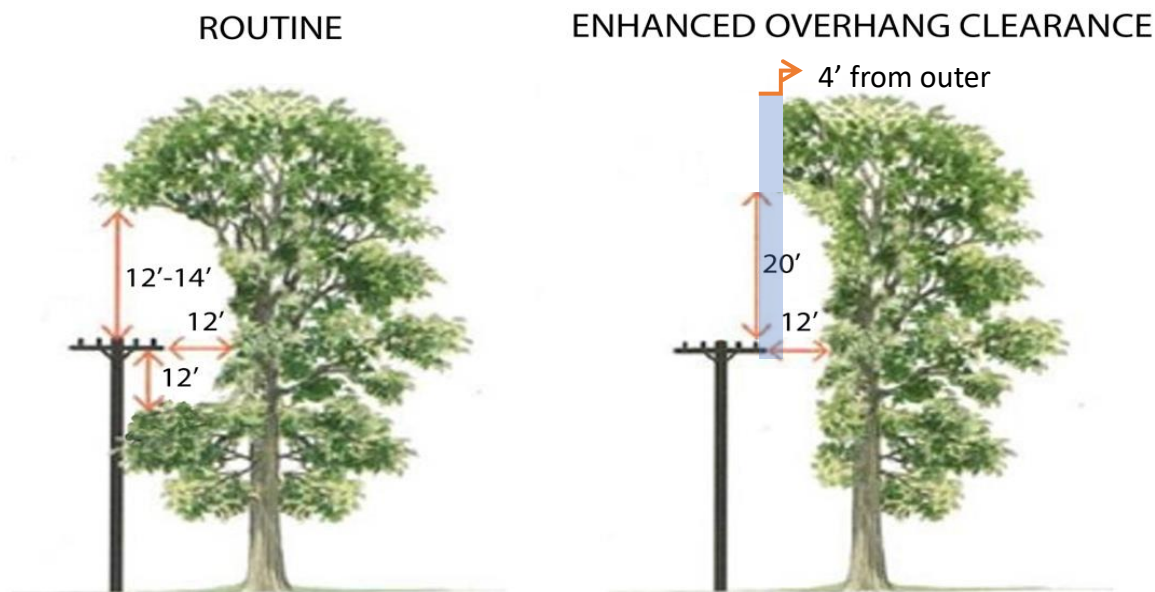 ROUTINE
12′-14′
12′
12′
ENHANCED OVERHANG CLEARANCE
4’ from outer
20′
12′